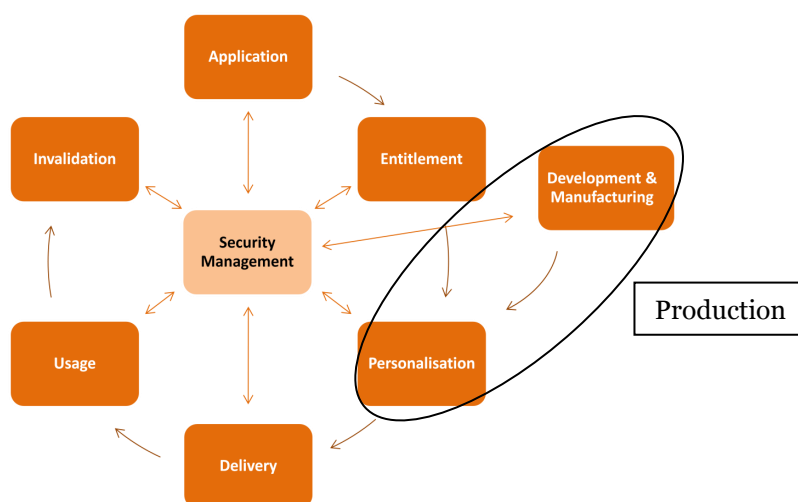 Application
Invalidation
Entitlement
Development &
Manufacturing
Security
Management
Production
Usage
Personalisation
Delivery